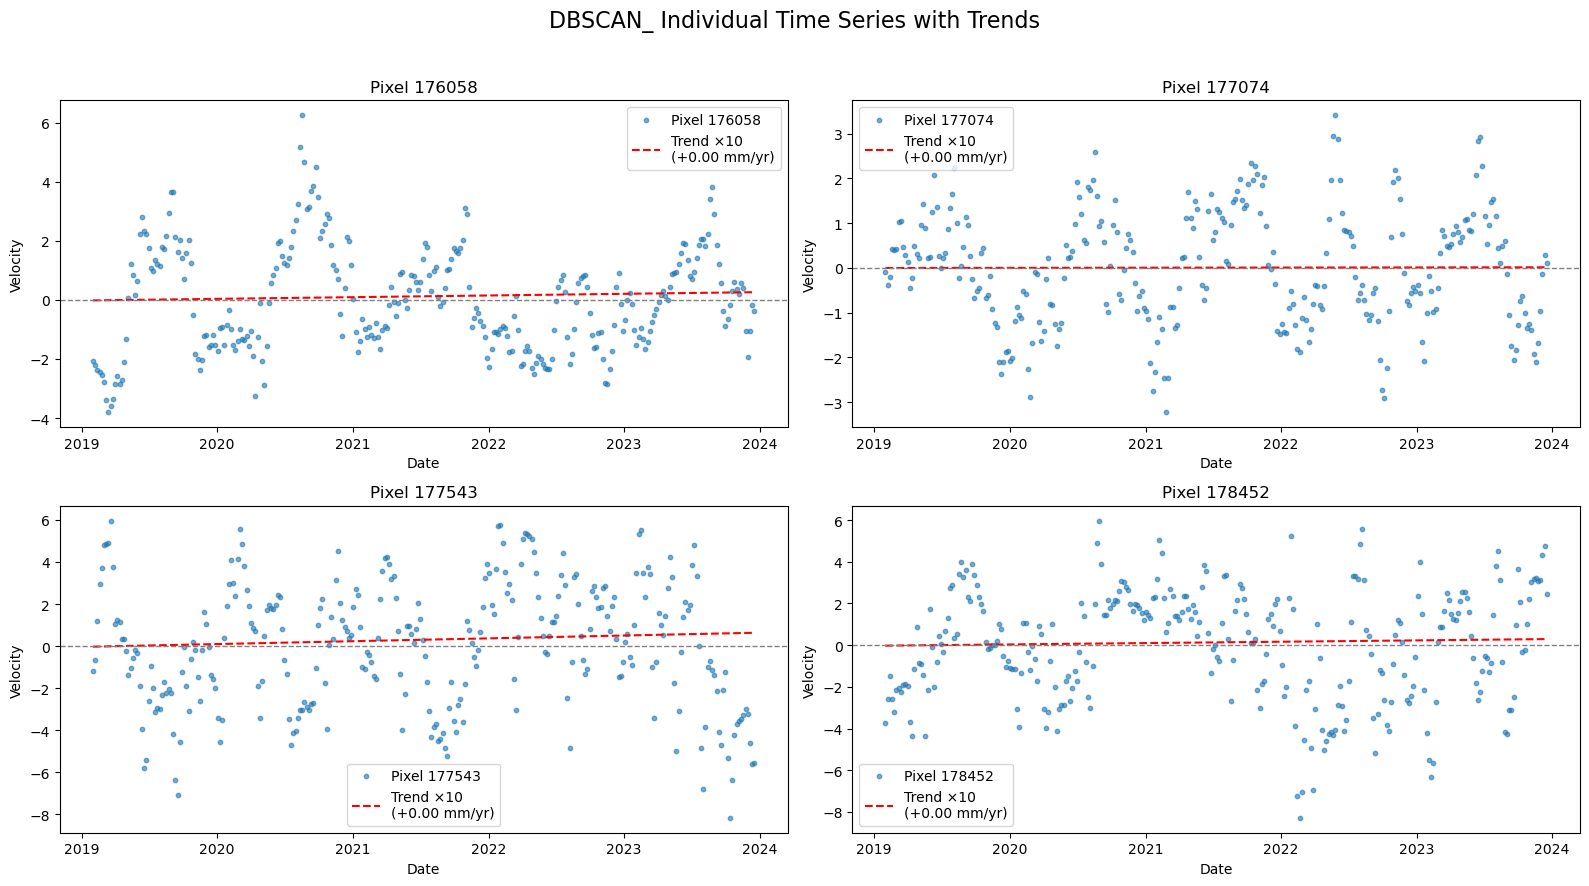 DBSCAN_ Individual Time Series with Trends
Pixel 176058
Velocity
6
4
2
0
−2
−4
Pixel 176058
Trend ×10
(+0.00 mm/yr)
2019
2020
2021
2022
2023
2024
Date
Pixel 177074
Velocity
3
2
1
0
−1
−2
−3
Pixel 177074
Trend ×10
(+0.00 mm/yr)
2019
2020
2021
2022
2023
2024
Date
Pixel 177543
Velocity
6
4
2
0
−2
−4
−6
−8
Pixel 177543
Trend ×10
(+0.00 mm/yr)
2019
2020
2021
2022
2023
2024
Date
Pixel 178452
Velocity
6
4
2
0
−2
−4
−6
−8
Pixel 178452
Trend ×10
(+0.00 mm/yr)
2019
2020
2021
2022
2023
2024
Date